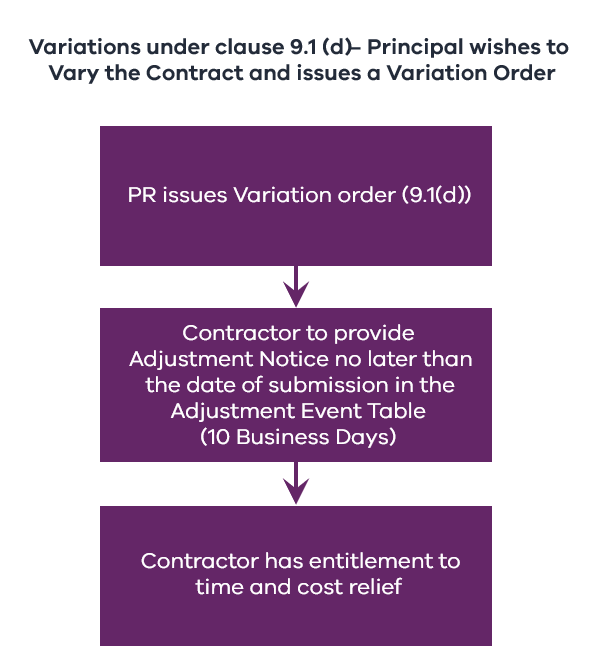 Variations under clause 9.1 (d)– Principal wishes to
Vary the Contract and issues a Variation Order
PR issues Variation order (9.1(d))
Contractor to provide
Adjustment Notice no later than
the date of submission in the
Adjustment Event Table
(10 Business Days)
Contractor has entitlement to
time and cost relief